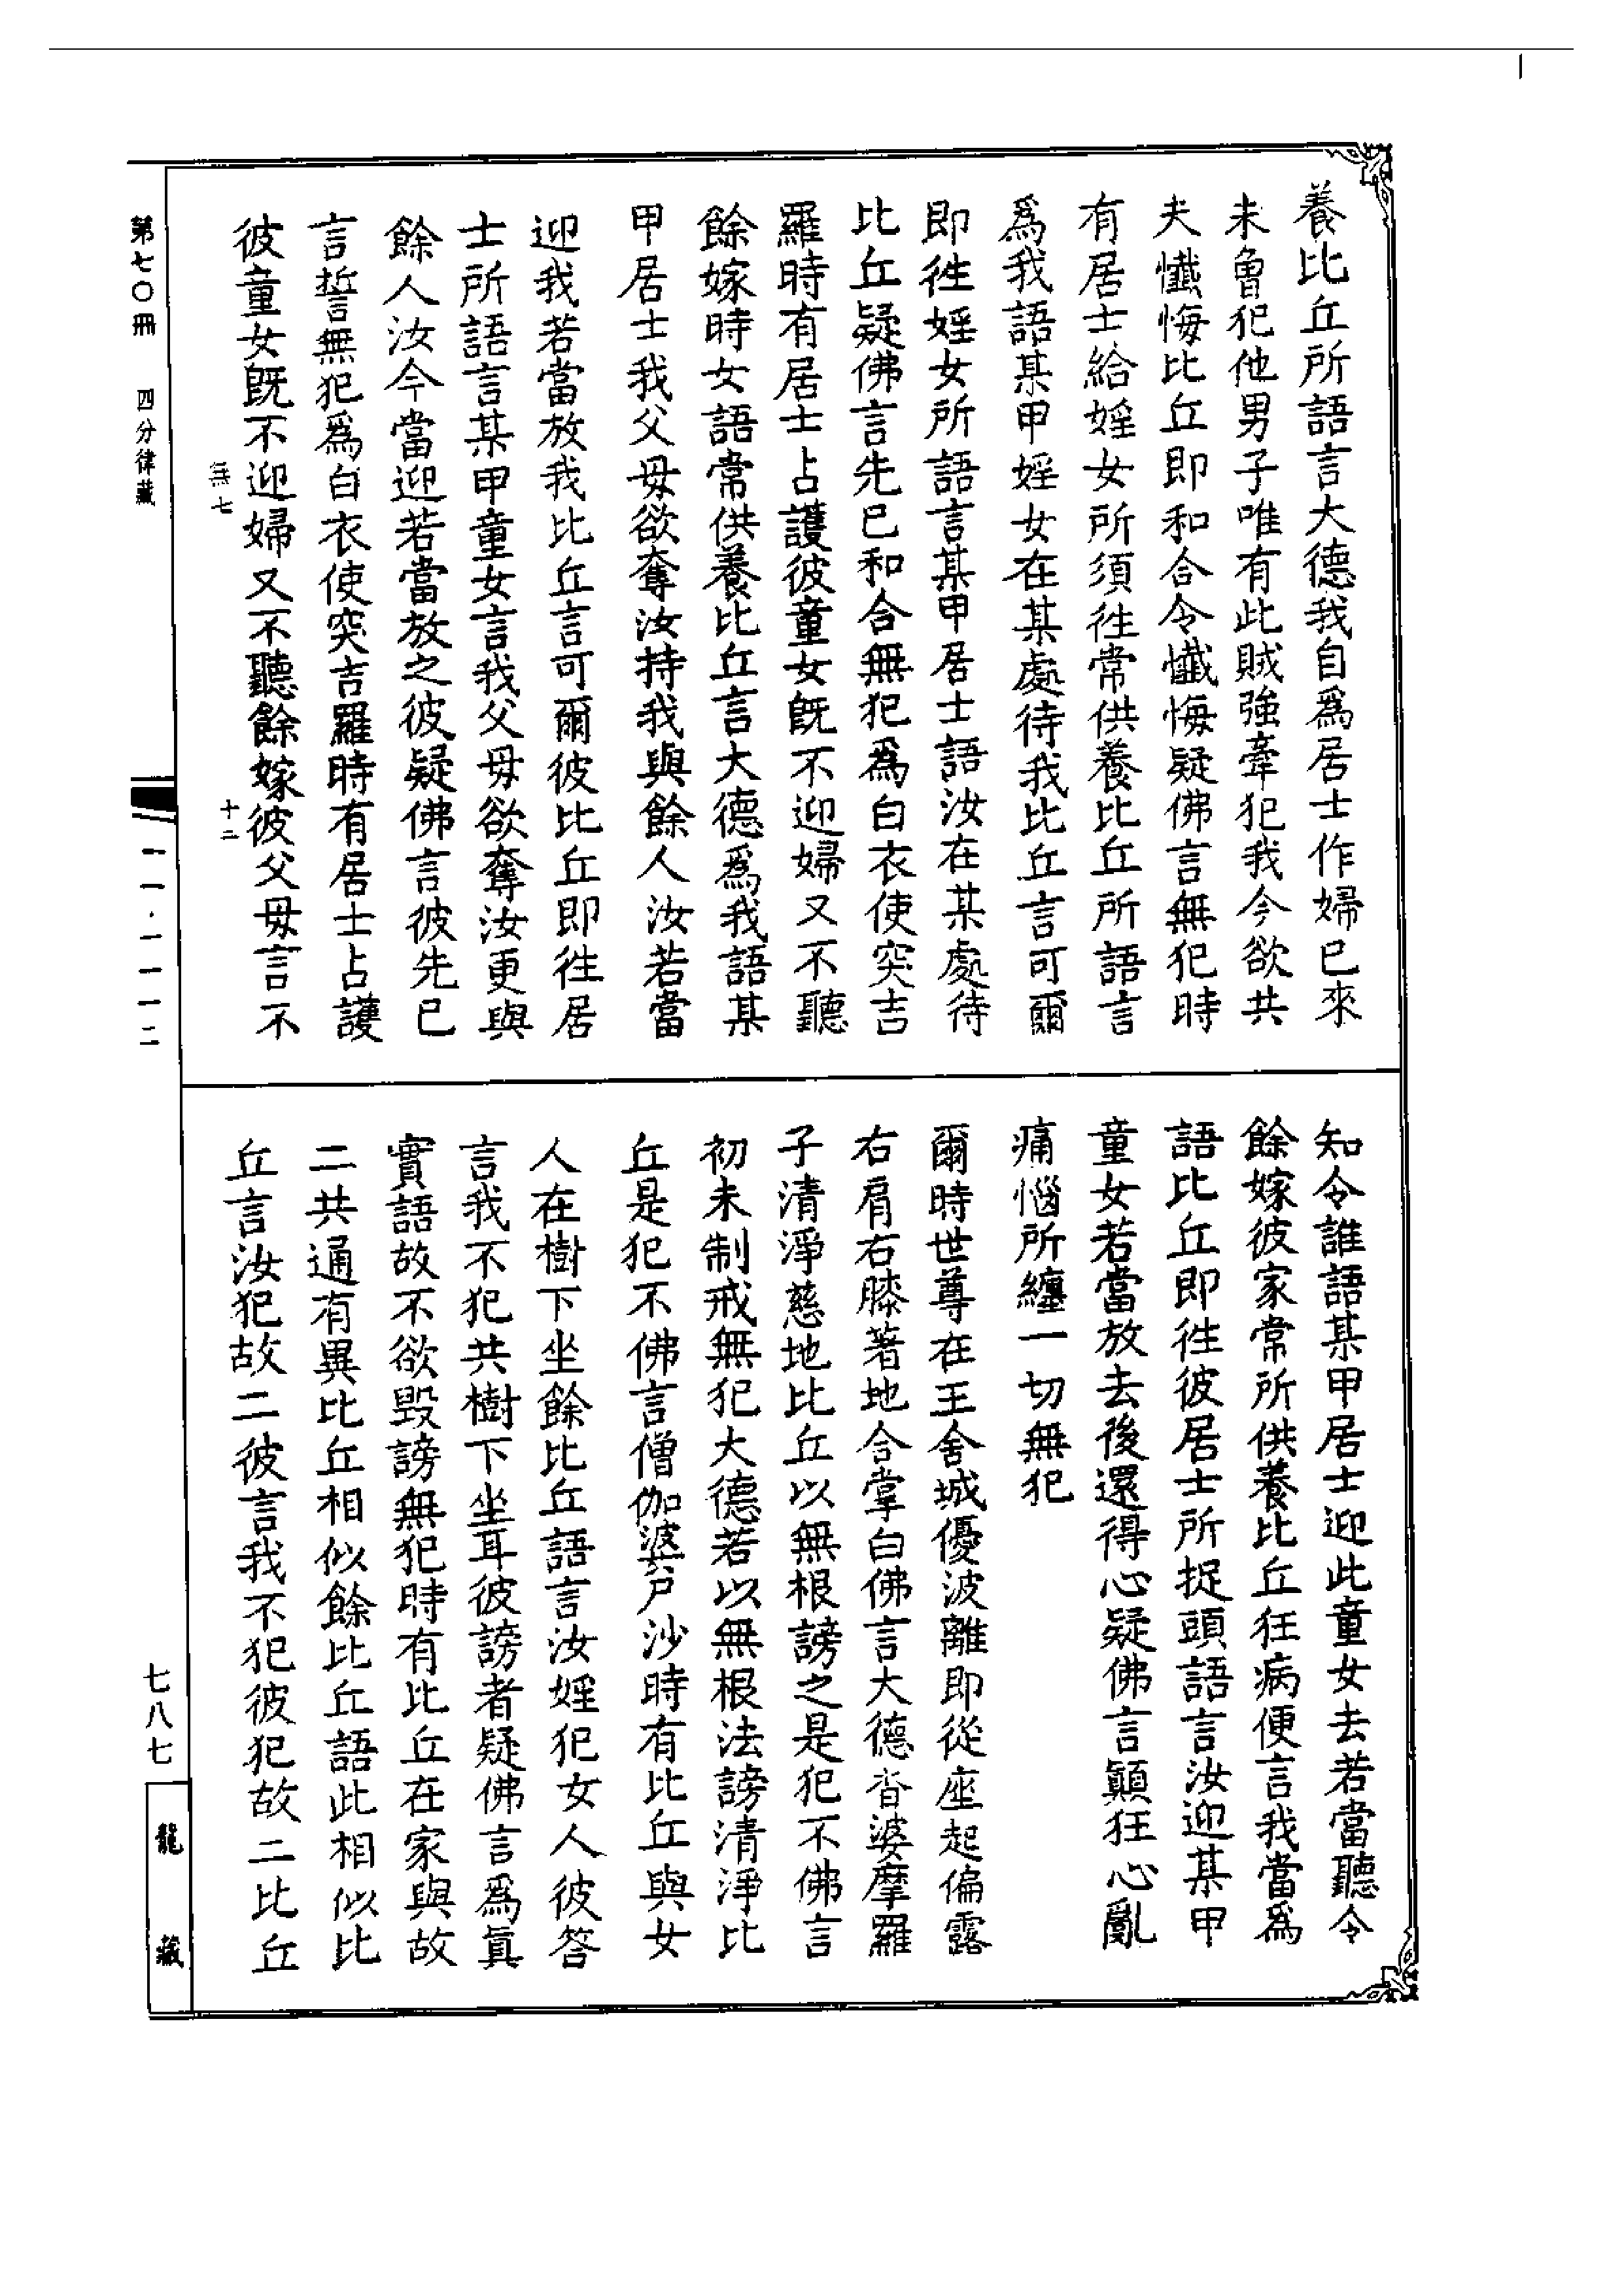 養比丘所語言大德我自爲居士作婦已來
未曾犯他男子唯有此賊強牽犯我今欲共
夫懺悔比丘即和合令懺悔疑佛言無犯時
有居士給婬女所須徃常供養比丘所語言
爲我語某甲婬女在某處待我比丘言可爾
即徃婬女所語言某甲居士語汝在某處待
比丘疑佛言先已和合無犯爲白衣使突吉
羅時有居士占護彼童女既不迎婦又不聽
餘嫁時女語常供養比丘言大德爲我語某
甲居士我父母欲奪汝持我與餘人汝若當
迎我若當放我比丘言可爾彼比丘即徃居
士所語言某甲童女言我父母欲奪汝更與
餘人汝今當迎若當放之彼疑佛言彼先已
言誓無犯爲白衣使突吉羅時有居士占護
彼童女既不迎婦又不聽餘嫁彼父母言不
知令誰語某甲居士迎此童女去若當聽令
餘嫁彼家常所供養比丘狂病便言我當爲
語比丘即徃彼居士所捉頭語言汝迎某甲
童女若當放去後還得心疑佛言顛狂心亂
痛惱所纏一切無犯
爾時世尊在王舍城優波離即從座起偏露
右肩右膝著地合掌白佛言大德沓婆摩羅
子清淨慈地比丘以無根謗之是犯不佛言
初未制戒無犯大德若以無根法謗清淨比
丘是犯不佛言僧伽婆尸沙時有比丘與女
人在樹下坐餘比丘語言汝婬犯女人彼答
言我不犯共樹下坐耳彼謗者疑佛言爲真
實語故不欲毀謗無犯時有比丘在家與故
二共通有異比丘相似餘比丘語此相似比
丘言汝犯故二彼言我不犯彼犯故二比丘
無七
十二
第七〇冊
四分律藏
一一·一一一二
七八七
龍藏